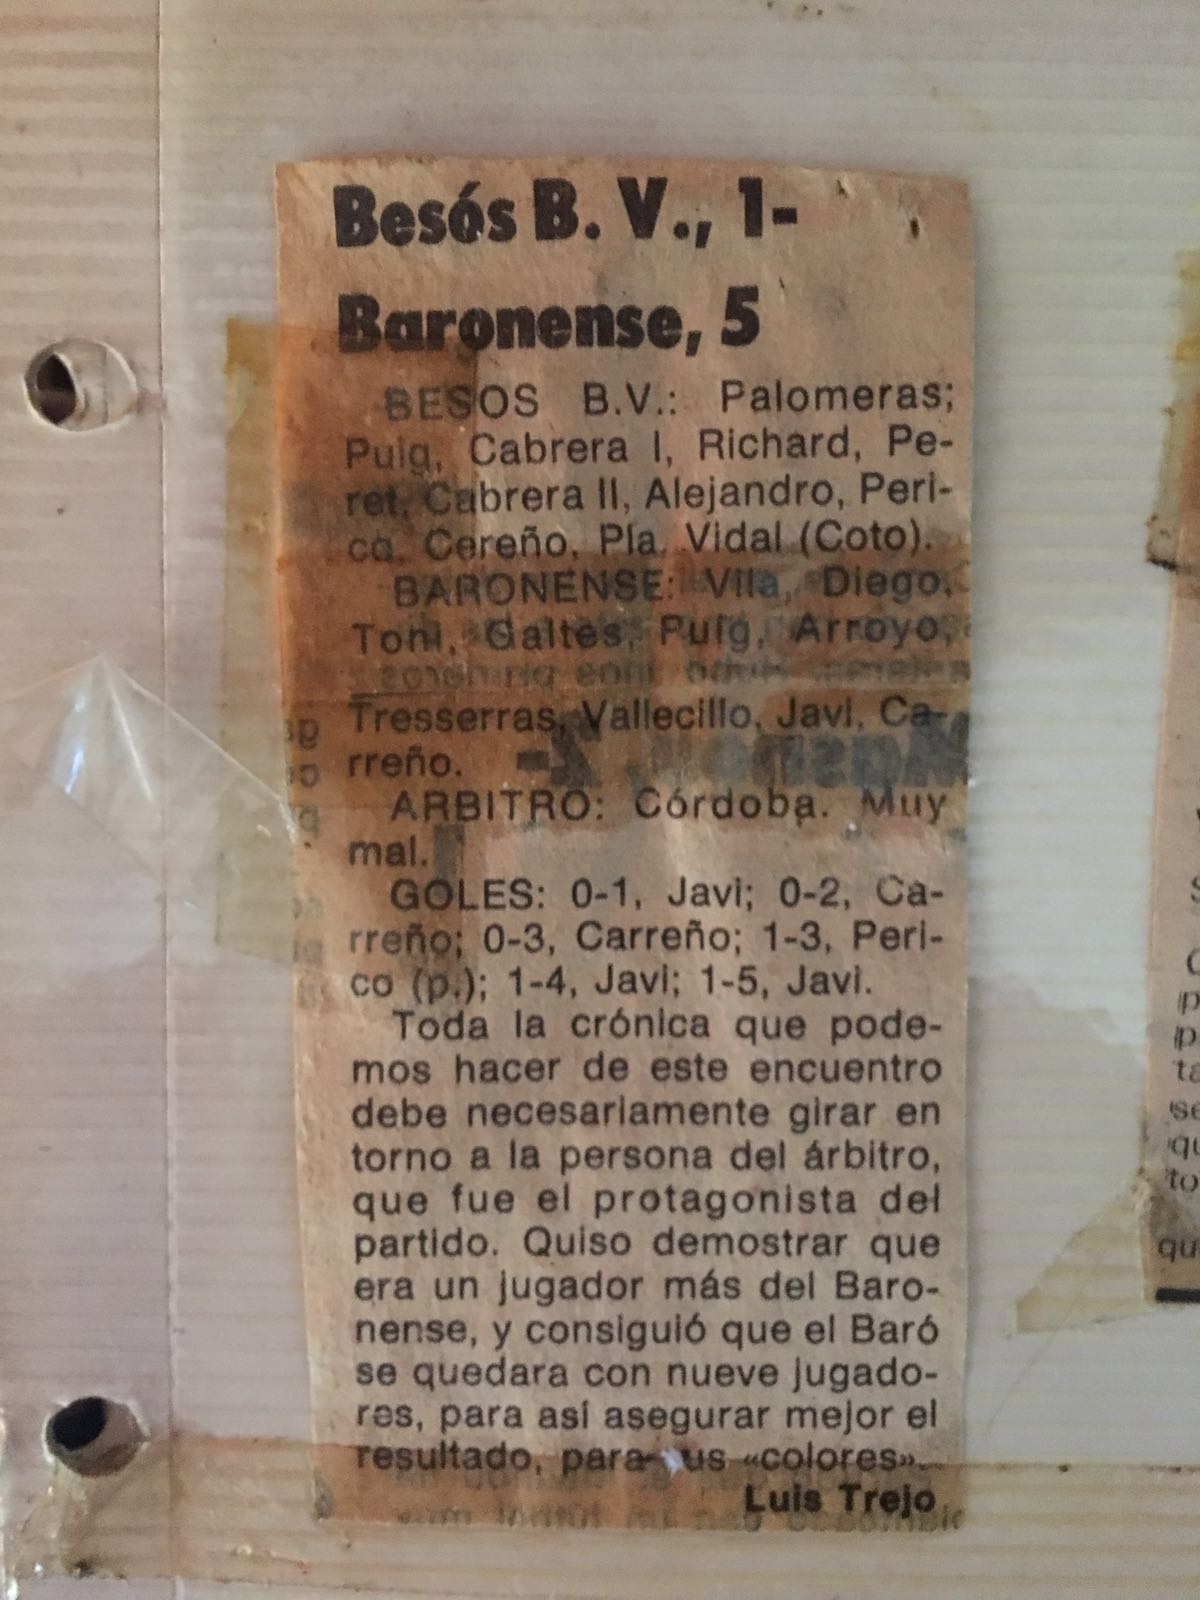 Besós B. V., 1-
Baronense, 5
BESOS B.V.: Palomeras;
Puig, Cabrera I, Richard, Pe-
ret, Cabrera II, Alejandro, Peri-
co, Cereño, Pla, Vidal (Coto).
BARONENSE: Vila, Diego,
Toni, Galtés, Puig, Arroyo,
Tresserras, Vallecillo, Javi, Ca-
rreño.
ARBITRO: Córdoba. Muy
mal.
GOLES: 0-1, Javi; 0-2, Ca-
rreño; 0-3, Carreño; 1-3, Peri-
co (p.); 1-4, Javi; 1-5, Javi.
Toda la crónica que pode-
mos hacer de este encuentro
debe necesariamente girar en
torno a la persona del árbitro,
que fue el protagonista del
partido. Quiso demostrar que
era un jugador más del Baro-
nense, y consiguió que el Baró
se quedara con nueve jugado-
res, para así asegurar mejor el
resultado, para us «colores».
Luis Trejo